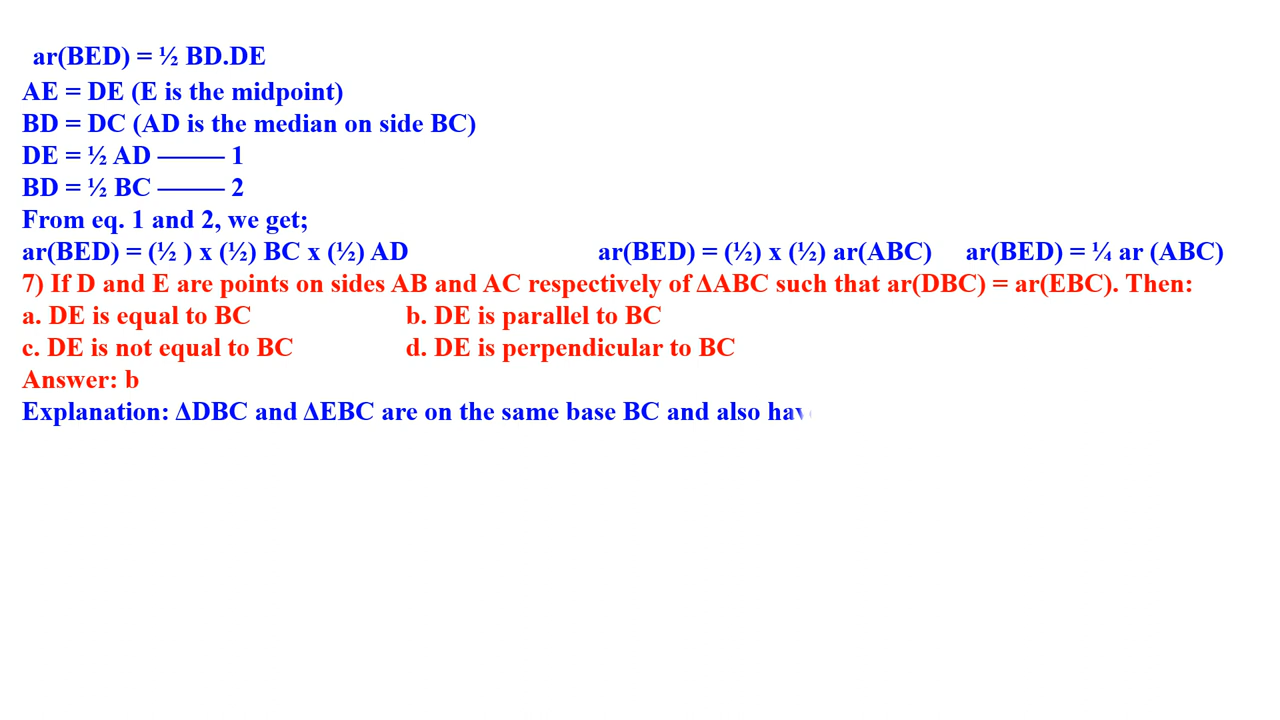 ar(BED) = ½ BD.DE
AE = DE (E is the midpoint)
BD = DC (AD is the median on side BC)
DE = ½ AD ——— 1
BD = ½ BC ——— 2
From eq. 1 and 2, we get;
ar(BED) = (½ ) x (½) BC x (½) AD ar(BED) = (½) x (½) ar(ABC) ar(BED) = ¼ ar (ABC)
7) If D and E are points on sides AB and AC respectively of ΔABC such that ar(DBC) = ar(EBC). Then:
a. DE is equal to BC b. DE is parallel to BC
c. DE is not equal to BC d. DE is perpendicular to BC
Answer: b
Explanation: ΔDBC and ΔEBC are on the same base BC and also